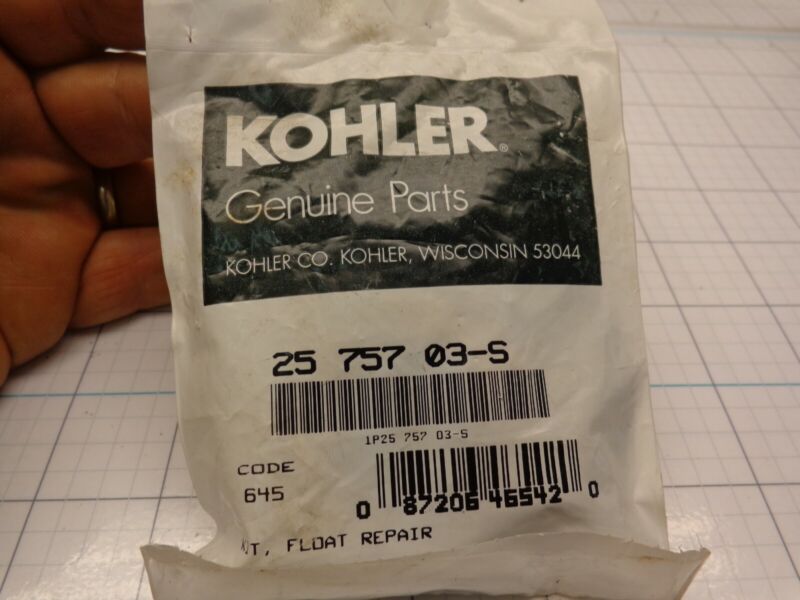 KOHLER®
Genuine Parts
KOHLER CO. KOHLER, WISCONSIN 53044
25 757 03-S
1P25 757 03-S
CODE
645
0 87206 46542 0
FLOAT REPAIR